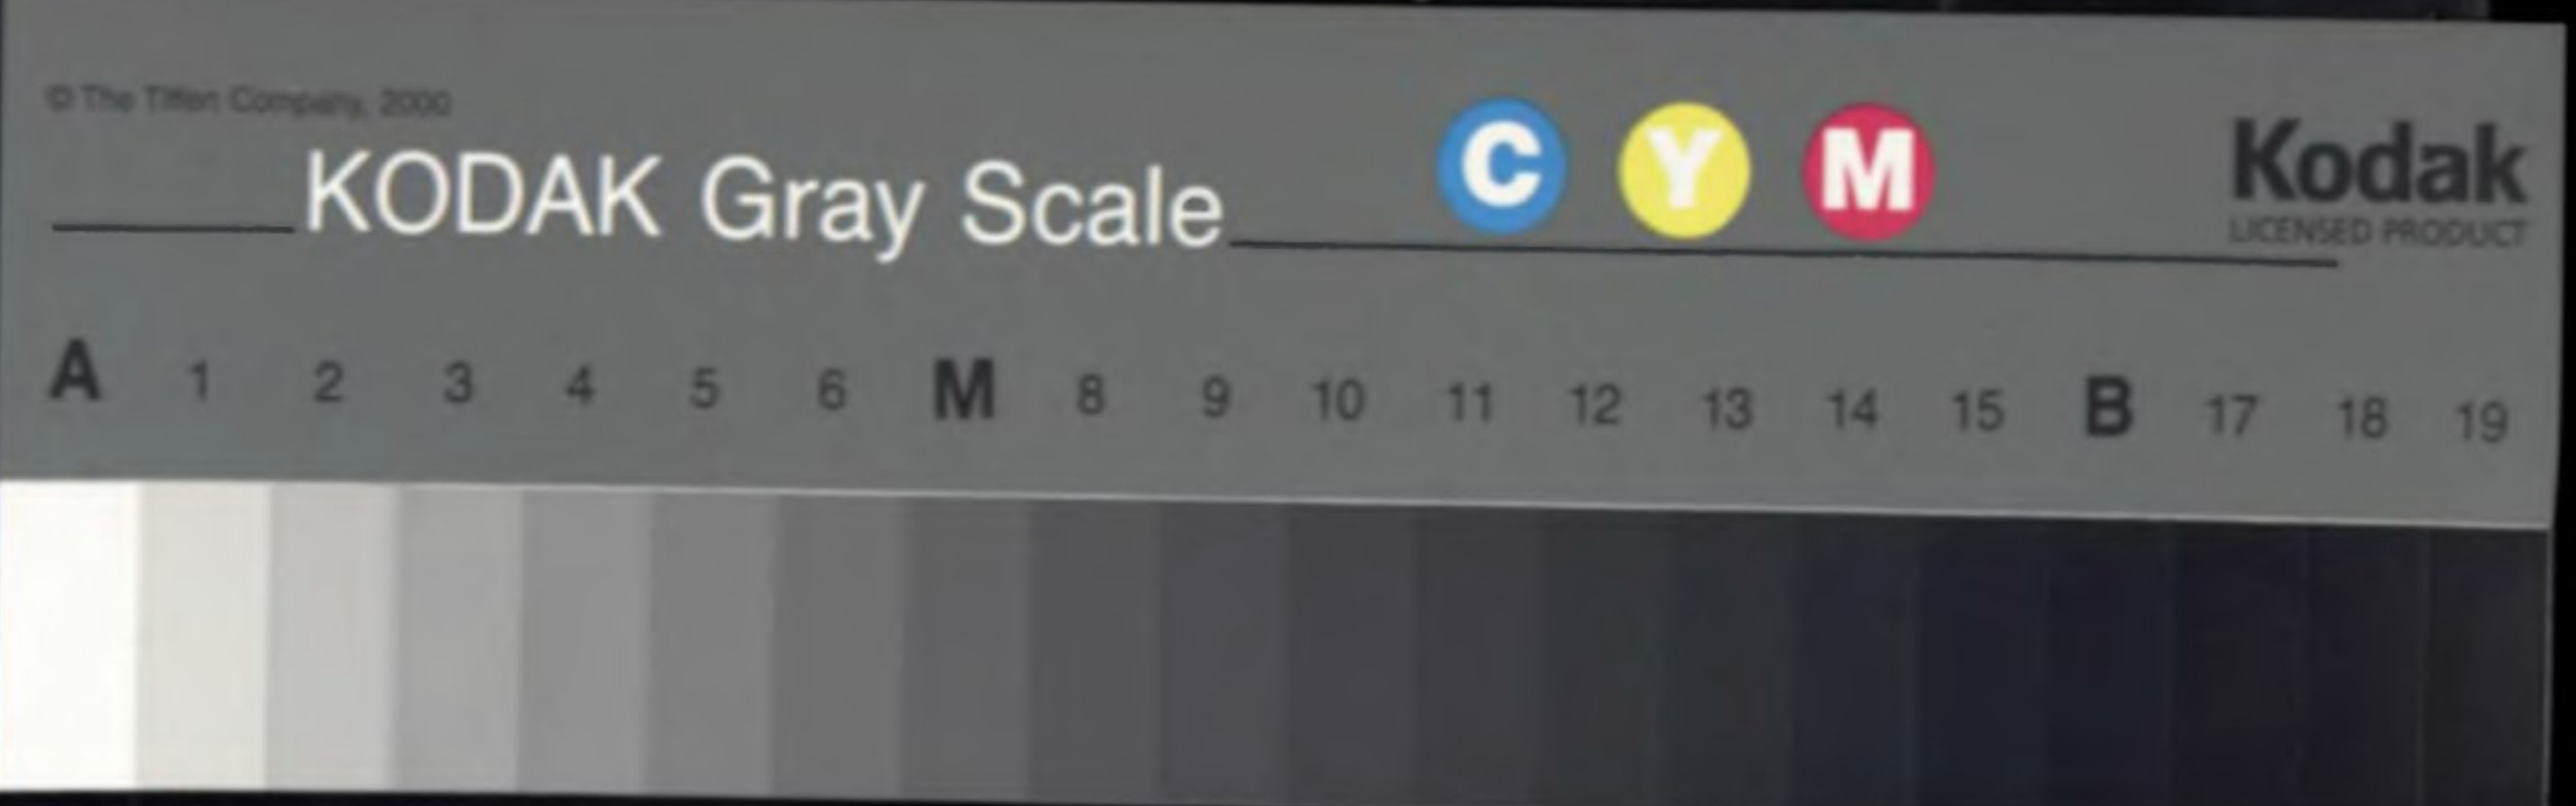 © The Tiffen Company, 2000
KODAK Gray Scale
C Y M
Kodak
LICENSED PRODUCT
A 1 2 3 4 5 6 M 8 9 10 11 12 13 14 15 B 17 18 19